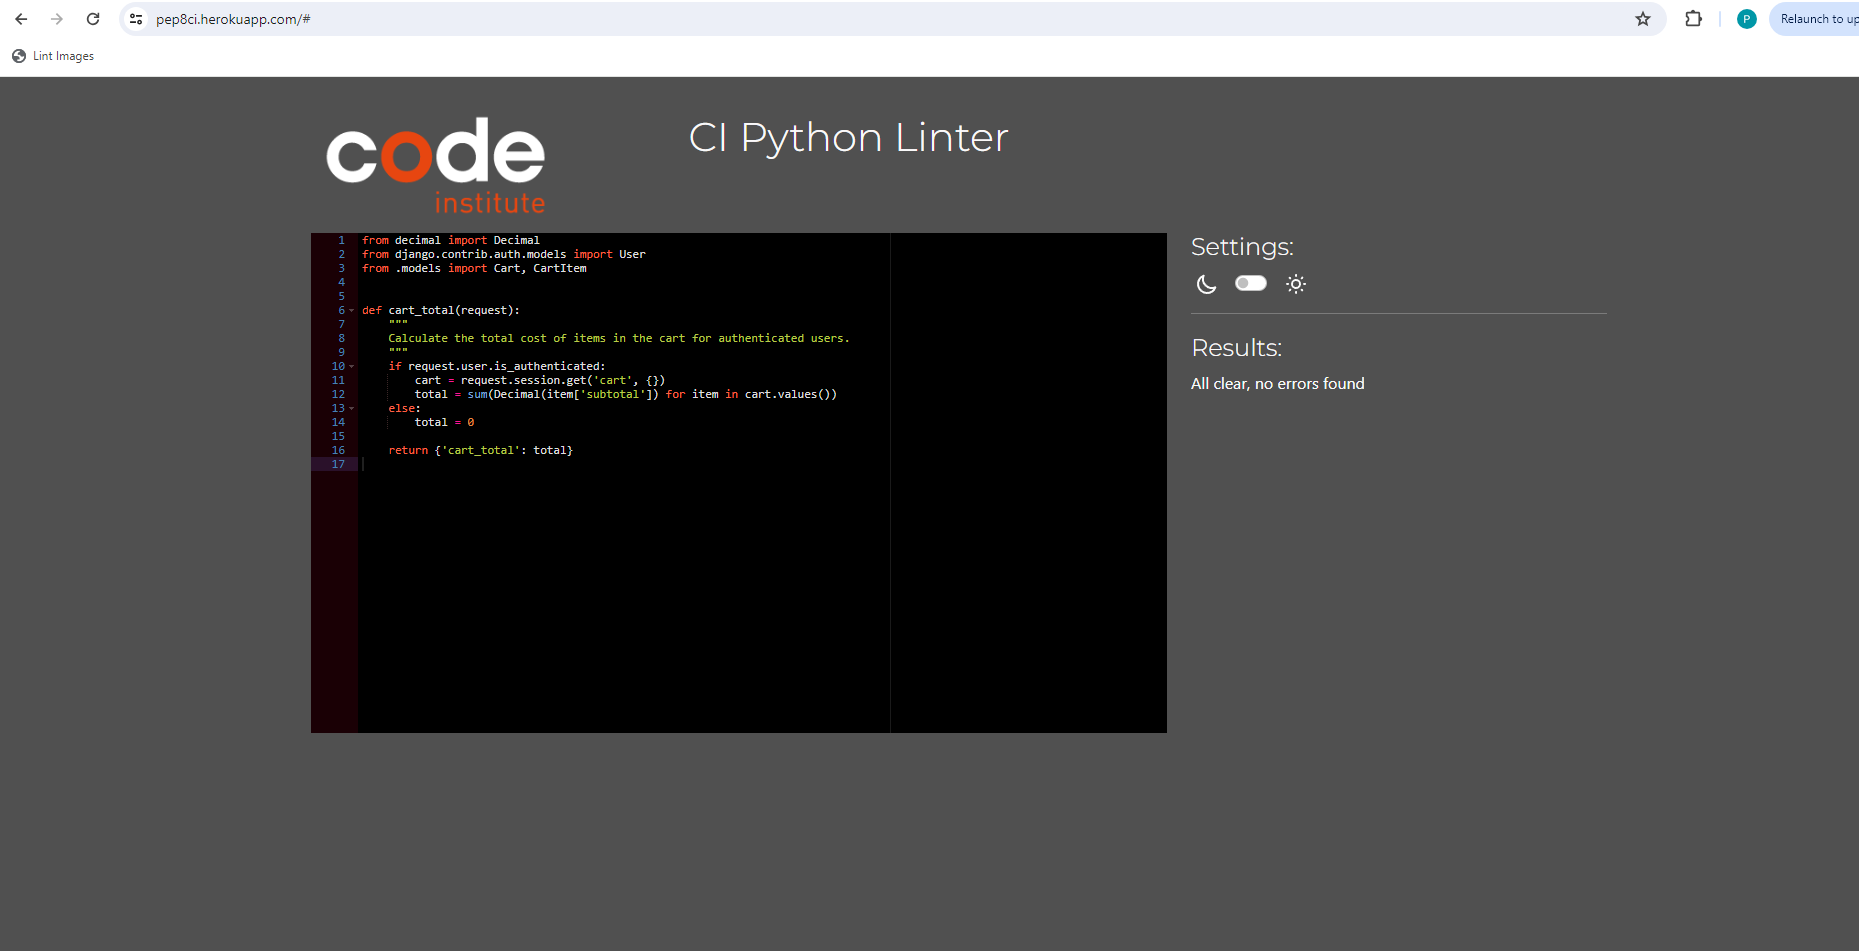 pep8ci.herokuapp.com/#
P
Relaunch to up
Lint Images
code
institute
CI Python Linter
1 from decimal import Decimal
2 from django.contrib.auth.models import User
3 from .models import Cart, CartItem
4
5
6 def cart_total(request):
7     """
8     Calculate the total cost of items in the cart for authenticated users.
9     """
10     if request.user.is_authenticated:
11         cart = request.session.get('cart', {})
12         total = sum(Decimal(item['subtotal']) for item in cart.values())
13     else:
14         total = 0
15
16     return {'cart_total': total}
17
Settings:
Results:
All clear, no errors found